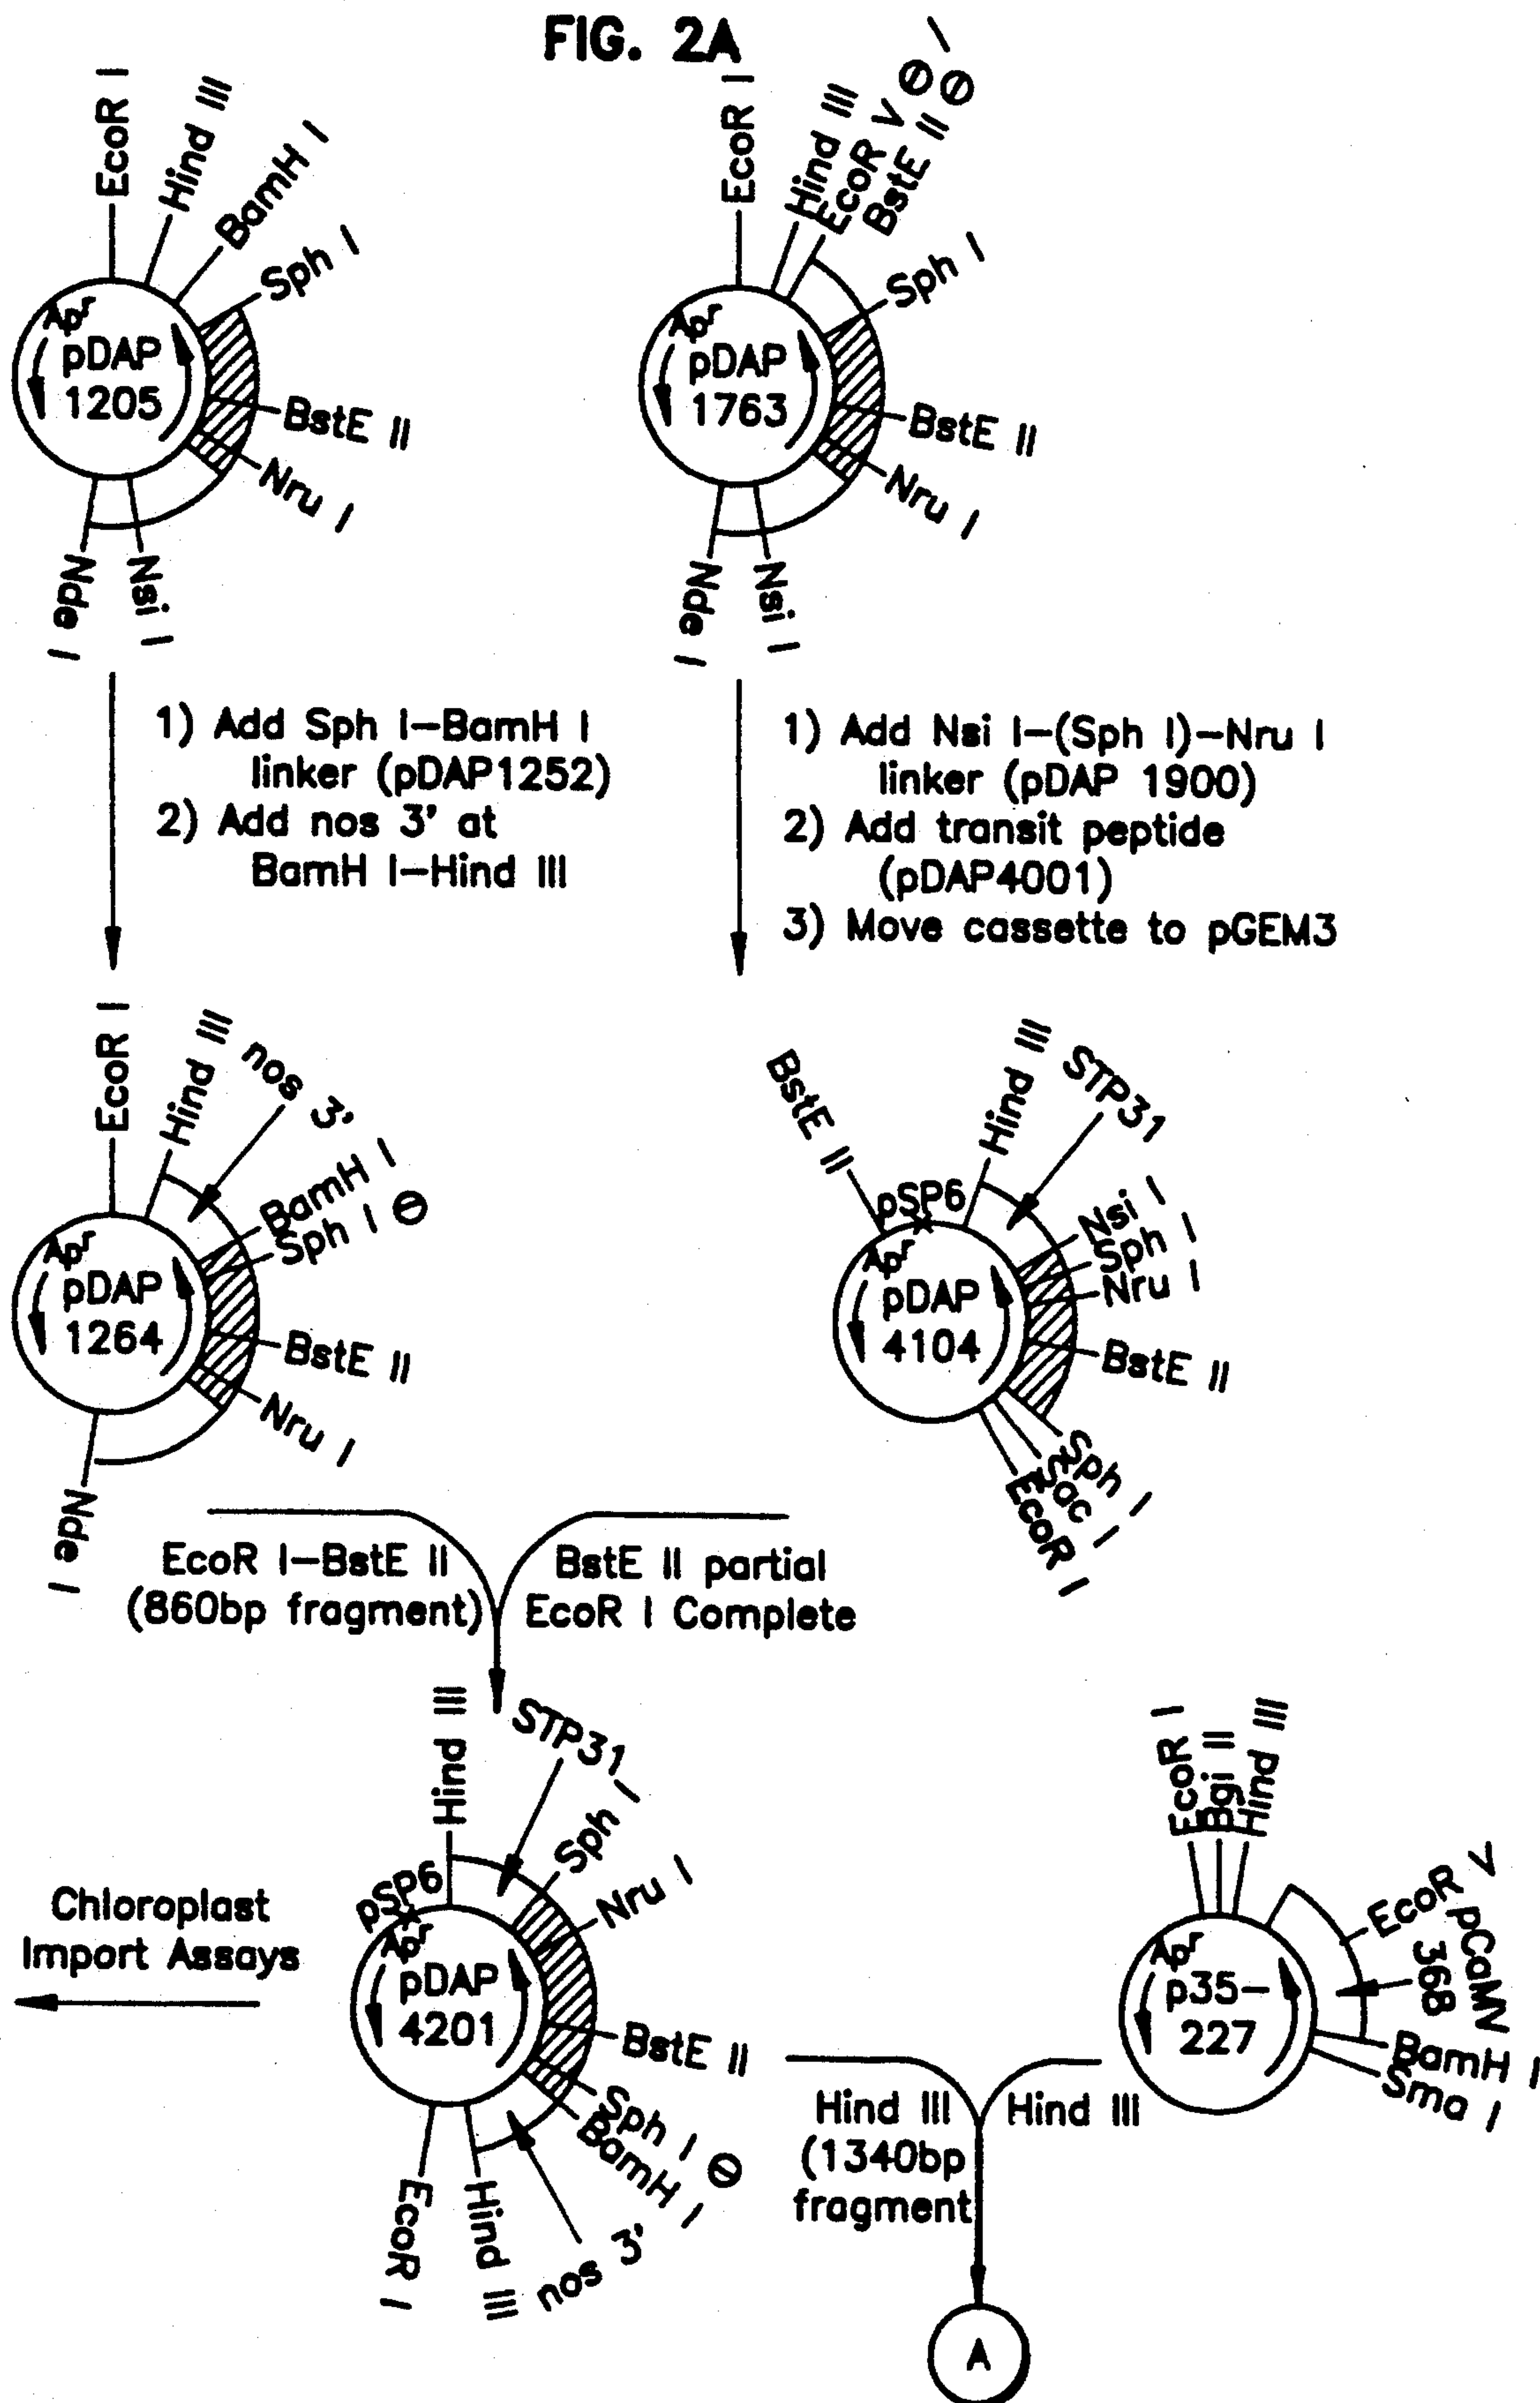 FIG. 2A
EcoR I
Hind III
BamH I
Sph I
BstE II
Nru I
Nsi I
Nde I
Apr
pDAP
1205
EcoR I
Hind III
EcoR V ⊖
BstE II ⊖
Sph I
BstE II
Nru I
Nsi I
Nde I
Apr
pDAP
1763
1) Add Sph I–BamH I
linker (pDAP1252)
2) Add nos 3' at
BamH I–Hind III
1) Add Nsi I–(Sph I)–Nru I
linker (pDAP 1900)
2) Add transit peptide
(pDAP4001)
3) Move cassette to pGEM3
EcoR I
Hind III
nos 3'
BamH I
Sph I ⊖
BstE II
Nru I
Nde I
Apr
pDAP
1264
BstE II
pSP6
Hind III
STP31
Nsi I
Sph I
Nru I
BstE II
Sph I
Sac I
EcoR I
Apr
pDAP
4104
EcoR I–BstE II
(860bp fragment)
BstE II partial
EcoR I Complete
Hind III
STP31
Sph I
Nru I
BstE II
Sph I ⊖
BamH I
nos 3'
Hind III
EcoR I
pSP6
Apr
pDAP
4201
Chloroplast
Import Assays
EcoR I
Bgl II
Hind III
EcoR V
pCaMV
368
BamH I
Sma I
Apr
p35–
227
Hind III
(1340bp
fragment
Hind III
A